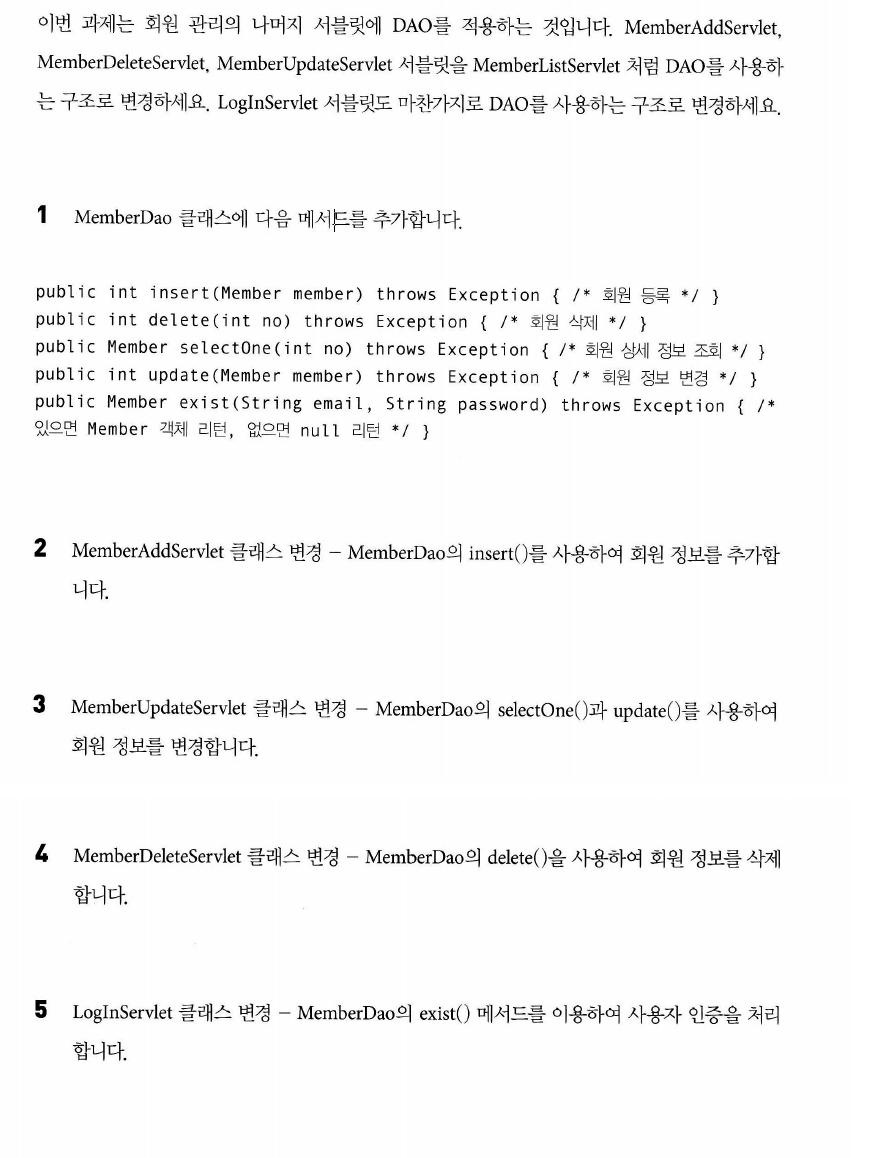 이번 과제는 회원 관리의 나머지 서블릿에 DAO를 적용하는 것입니다. MemberAddServlet,
MemberDeleteServlet, MemberUpdateServlet 서블릿을 MemberListServlet 처럼 DAO를 사용하
는 구조로 변경하세요. LogInServlet 서블릿도 마찬가지로 DAO를 사용하는 구조로 변경하세요.
1 MemberDao 클래스에 다음 메서드를 추가합니다.
public int insert(Member member) throws Exception { /* 회원 등록 */ }
public int delete(int no) throws Exception { /* 회원 삭제 */ }
public Member selectOne(int no) throws Exception { /* 회원 상세 정보 조회 */ }
public int update(Member member) throws Exception { /* 회원 정보 변경 */ }
public Member exist(String email, String password) throws Exception { /*
있으면 Member 객체 리턴, 없으면 null 리턴 */ }
2 MemberAddServlet 클래스 변경 – MemberDao의 insert()를 사용하여 회원 정보를 추가합
니다.
3 MemberUpdateServlet 클래스 변경 – MemberDao의 selectOne()과 update()를 사용하여
회원 정보를 변경합니다.
4 MemberDeleteServlet 클래스 변경 – MemberDao의 delete()을 사용하여 회원 정보를 삭제
합니다.
5 LogInServlet 클래스 변경 – MemberDao의 exist() 메서드를 이용하여 사용자 인증을 처리
합니다.